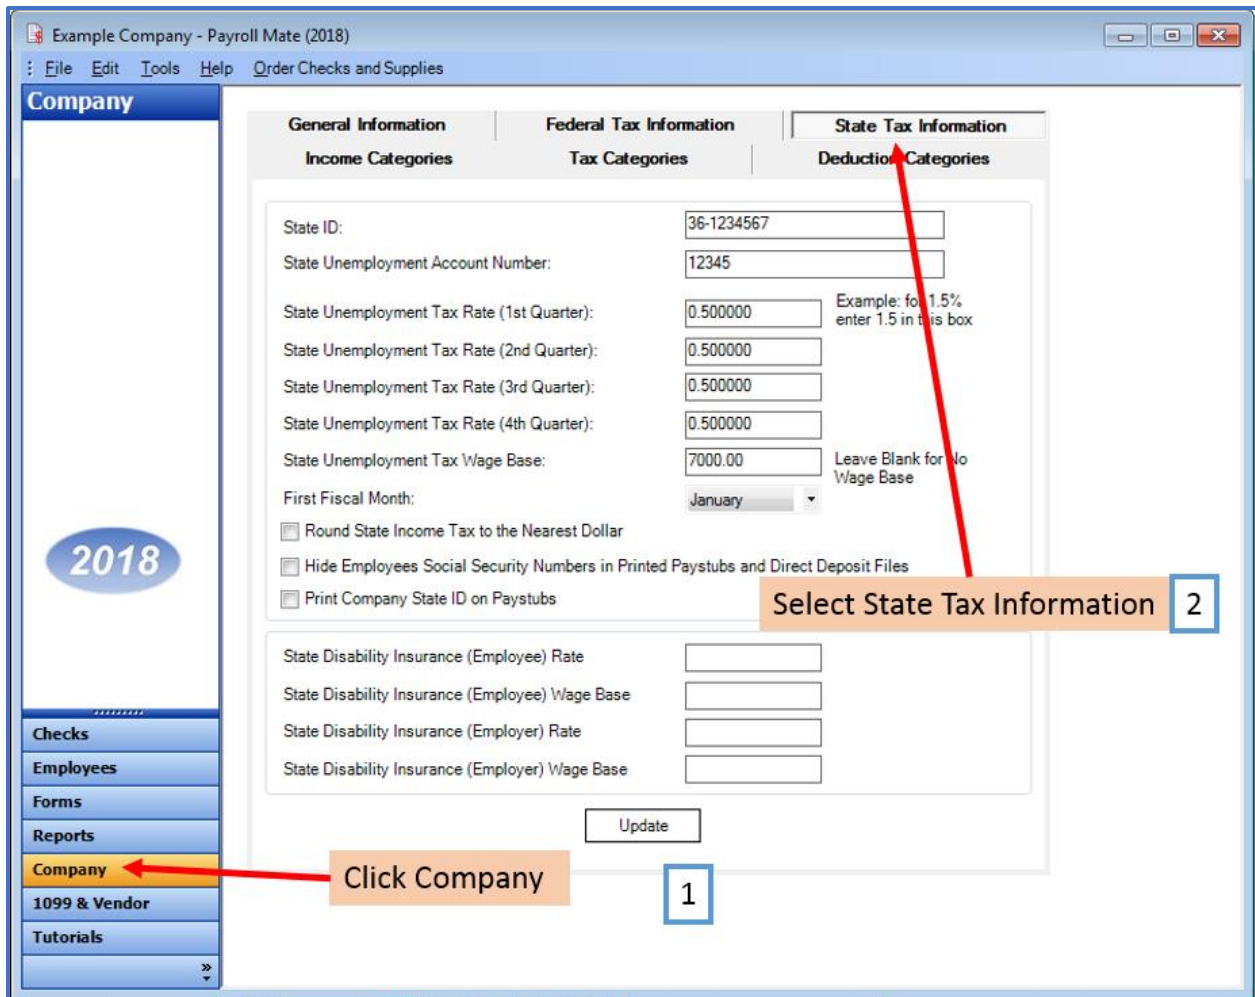 Example Company - Payroll Mate (2018)
File Edit Tools Help Order Checks and Supplies
Company
General Information Federal Tax Information State Tax Information
Income Categories Tax Categories Deduction Categories
State ID: 36-1234567
State Unemployment Account Number: 12345
State Unemployment Tax Rate (1st Quarter): 0.500000 Example: for 1.5%
enter 1.5 in this box
State Unemployment Tax Rate (2nd Quarter): 0.500000
State Unemployment Tax Rate (3rd Quarter): 0.500000
State Unemployment Tax Rate (4th Quarter): 0.500000
State Unemployment Tax Wage Base: 7000.00 Leave Blank for No
Wage Base
First Fiscal Month: January
Round State Income Tax to the Nearest Dollar
Hide Employees Social Security Numbers in Printed Paystubs and Direct Deposit Files
Print Company State ID on Paystubs
Select State Tax Information 2
State Disability Insurance (Employee) Rate
State Disability Insurance (Employee) Wage Base
State Disability Insurance (Employer) Rate
State Disability Insurance (Employer) Wage Base
Update
2018
Checks
Employees
Forms
Reports
Company
1099 & Vendor
Tutorials
Click Company 1